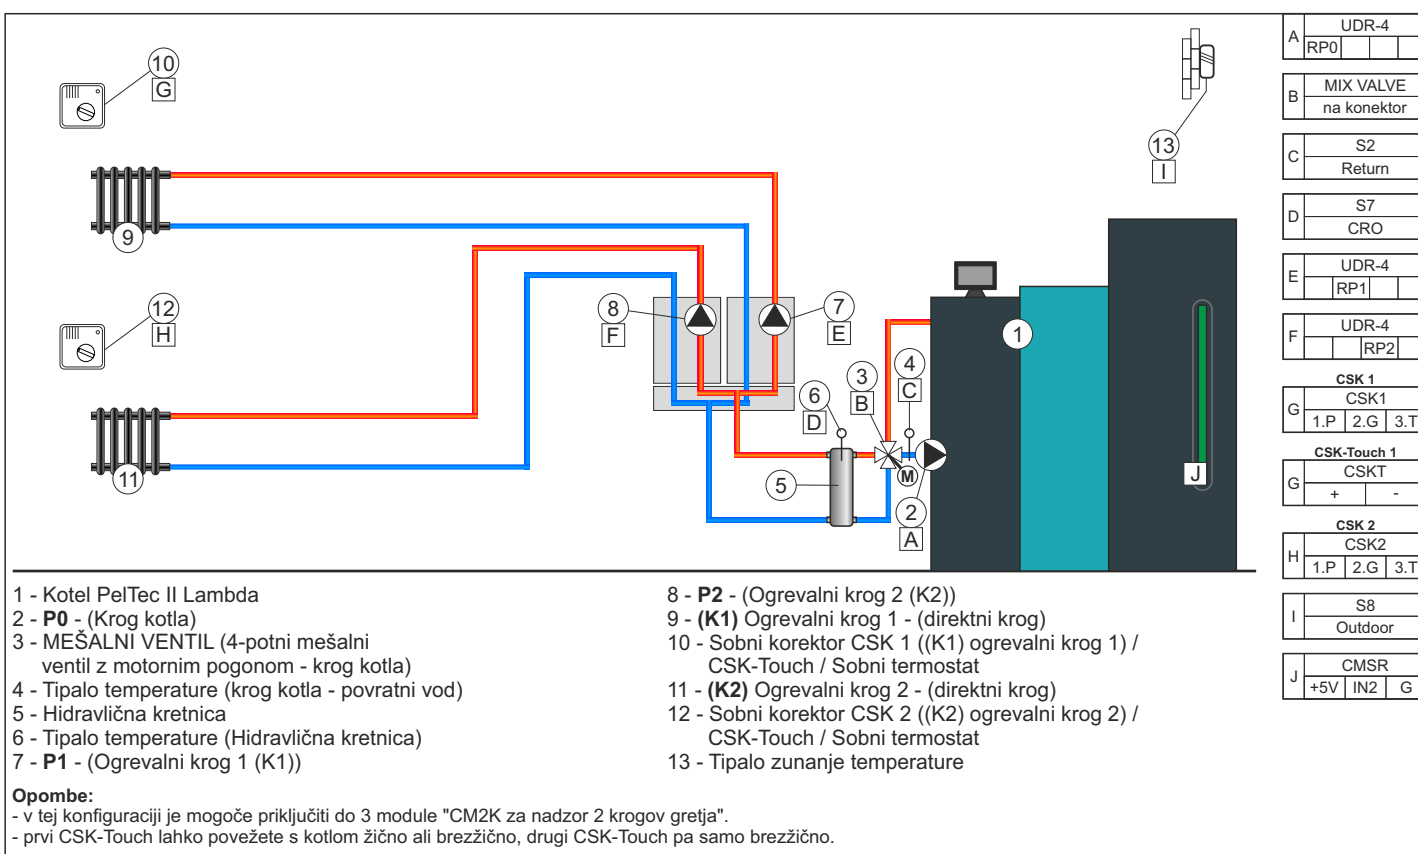 10
G
12
H
9
11
8
F
7
E
6
D
3
B
4
C
5
2
A
M
1
13
I
J
A
UDR-4
RP0
B
MIX VALVE
na konektor
C
S2
Return
D
S7
CRO
E
UDR-4
RP1
F
UDR-4
RP2
CSK 1
G
CSK1
1.P 2.G 3.T
CSK-Touch 1
G
CSKT
+ -
CSK 2
H
CSK2
1.P 2.G 3.T
I
S8
Outdoor
J
CMSR
+5V IN2 G
1 - Kotel PelTec II Lambda
2 - P0 - (Krog kotla)
3 - MEŠALNI VENTIL (4-potni mešalni
ventil z motornim pogonom - krog kotla)
4 - Tipalo temperature (krog kotla - povratni vod)
5 - Hidravlična kretnica
6 - Tipalo temperature (Hidravlična kretnica)
7 - P1 - (Ogrevalni krog 1 (K1))
8 - P2 - (Ogrevalni krog 2 (K2))
9 - (K1) Ogrevalni krog 1 - (direktni krog)
10 - Sobni korektor CSK 1 ((K1) ogrevalni krog 1) /
CSK-Touch / Sobni termostat
11 - (K2) Ogrevalni krog 2 - (direktni krog)
12 - Sobni korektor CSK 2 ((K2) ogrevalni krog 2) /
CSK-Touch / Sobni termostat
13 - Tipalo zunanje temperature
Opombe:
- v tej konfiguraciji je mogoče priključiti do 3 module "CM2K za nadzor 2 krogov gretja".
- prvi CSK-Touch lahko povežete s kotlom žično ali brezžično, drugi CSK-Touch pa samo brezžično.